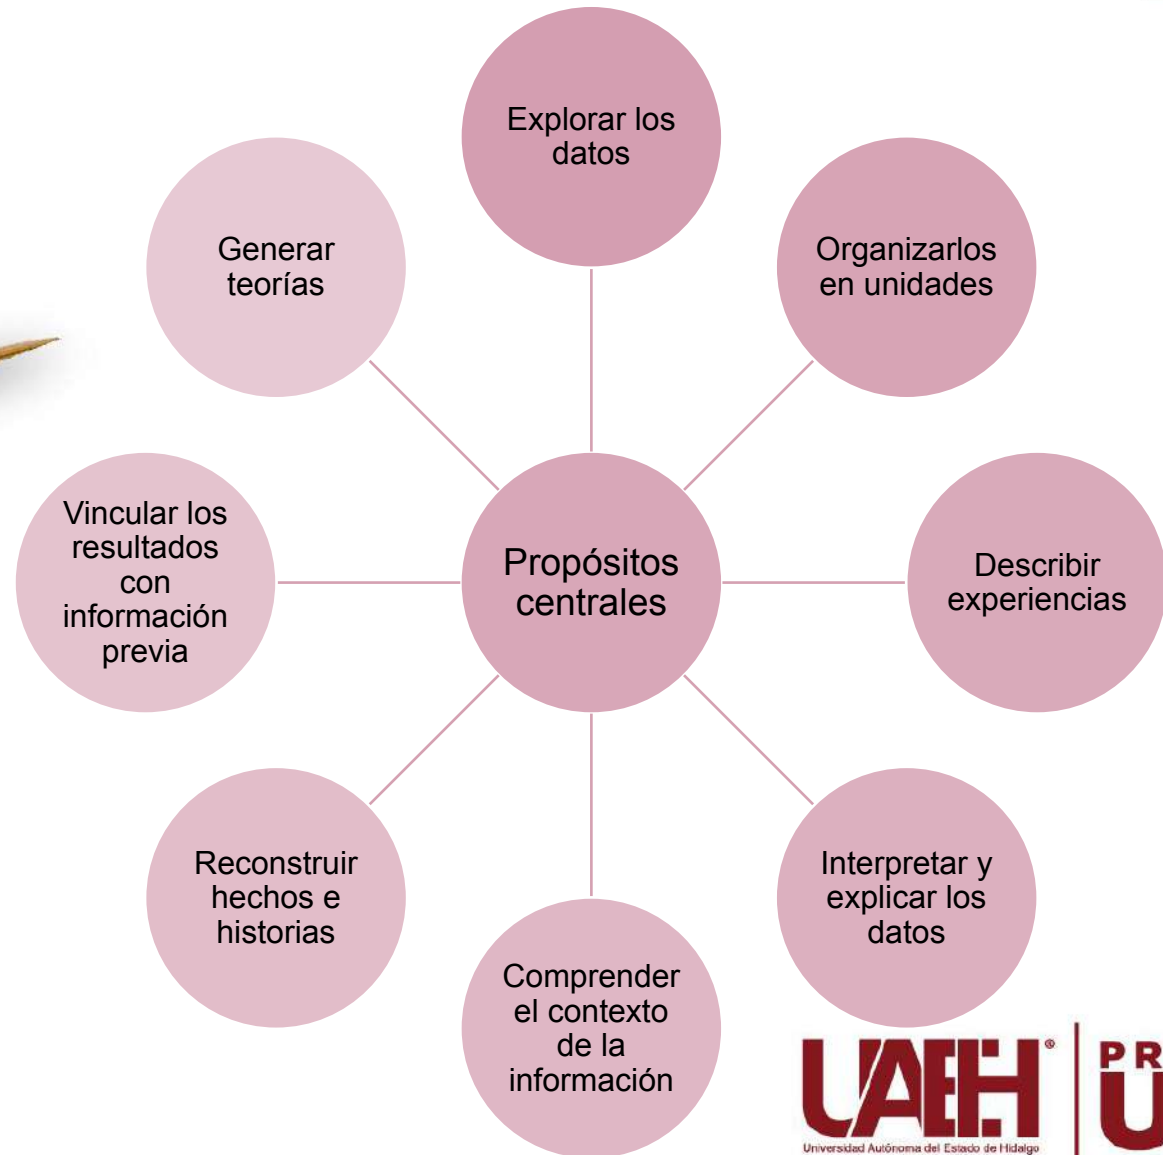 Explorar los
datos
Organizarlos
en unidades
Describir
experiencias
Interpretar y
explicar los
datos
Comprender
el contexto
de la
información
Reconstruir
hechos e
historias
Vincular los
resultados
con
información
previa
Generar
teorías
Propósitos
centrales
UAEH®
Universidad Autónoma del Estado de Hidalgo
PR
U